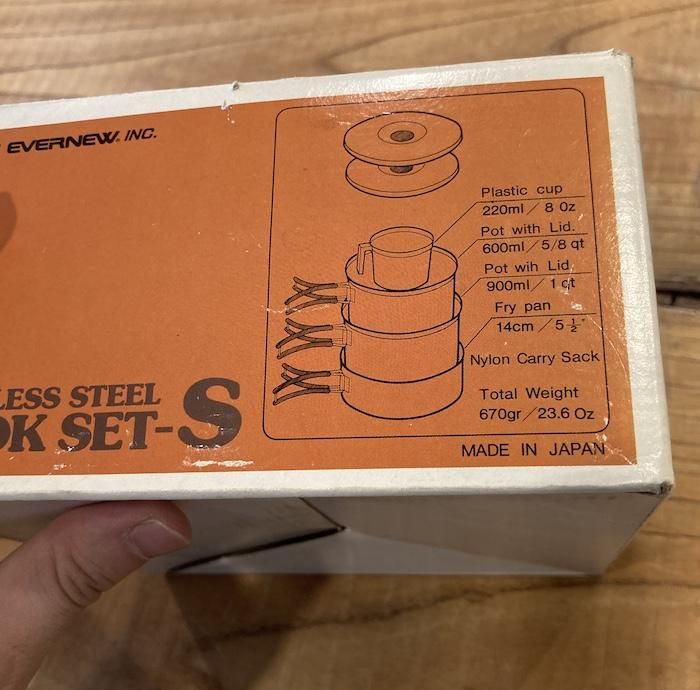 EVERNEW. INC.
Plastic cup
220ml / 8 Oz
Pot with Lid.
600ml / 5/8 qt
Pot wih Lid
900ml / 1 qt
Fry pan
14cm / 5 ½"
Nylon Carry Sack
Total Weight
670gr / 23.6 Oz
LESS STEEL
OK SET-S
MADE IN JAPAN